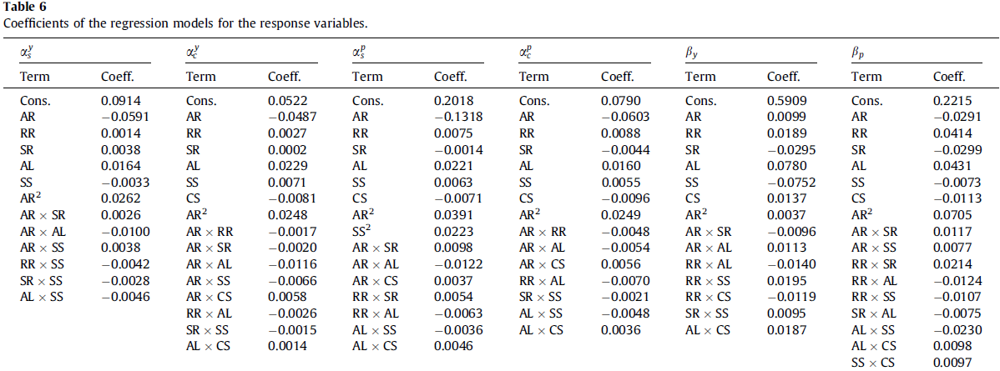 Table 6
Coefficients of the regression models for the response variables.
α_s^y α_c^y α_s^p α_c^p β_y β_p
Term Coeff. Term Coeff. Term Coeff. Term Coeff. Term Coeff. Term Coeff.
Cons. 0.0914 Cons. 0.0522 Cons. 0.2018 Cons. 0.0790 Cons. 0.5909 Cons. 0.2215
AR −0.0591 AR −0.0487 AR −0.1318 AR −0.0603 AR 0.0099 AR −0.0291
RR 0.0014 RR 0.0027 RR 0.0075 RR 0.0088 RR 0.0189 RR 0.0414
SR 0.0038 SR 0.0002 SR −0.0014 SR −0.0044 SR −0.0295 SR −0.0299
AL 0.0164 AL 0.0229 AL 0.0221 AL 0.0160 AL 0.0780 AL 0.0431
SS −0.0033 SS 0.0071 SS 0.0063 SS 0.0055 SS −0.0752 SS −0.0073
AR² 0.0262 CS −0.0081 CS −0.0071 CS −0.0096 CS 0.0137 CS −0.0113
AR × SR 0.0026 AR² 0.0248 AR² 0.0391 AR² 0.0249 AR² 0.0037 AR² 0.0705
AR × AL −0.0100 AR × RR −0.0017 SS² 0.0223 AR × RR −0.0048 AR × SR −0.0096 AR × SR 0.0117
AR × SS 0.0038 AR × SR −0.0020 AR × SR 0.0098 AR × AL −0.0054 AR × AL 0.0113 AR × SS 0.0077
RR × SS −0.0042 AR × AL −0.0116 AR × AL −0.0122 AR × CS 0.0056 RR × AL −0.0140 RR × SR 0.0214
SR × SS −0.0028 AR × SS −0.0066 AR × CS 0.0037 RR × AL −0.0070 RR × SS 0.0195 RR × AL −0.0124
AL × SS −0.0046 AR × CS 0.0058 RR × SR 0.0054 SR × SS −0.0021 RR × CS −0.0119 RR × SS −0.0107
RR × AL −0.0026 RR × AL −0.0063 AL × SS −0.0048 SR × SS 0.0095 SR × AL −0.0075
SR × SS −0.0015 AL × SS −0.0036 AL × CS 0.0036 AL × CS 0.0187 AL × SS −0.0230
AL × CS 0.0014 AL × CS 0.0046 AL × CS 0.0098
SS × CS 0.0097